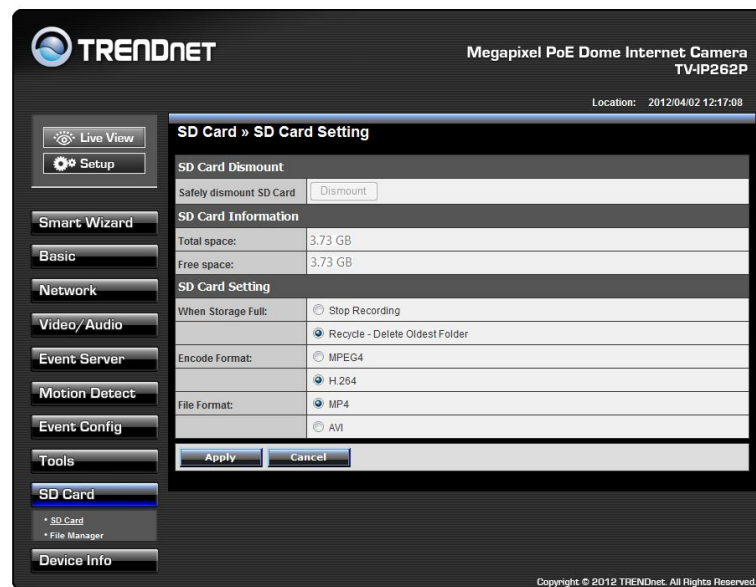 TRENDNET
Megapixel PoE Dome Internet Camera
TV-IP262P
Location: 2012/04/02 12:17:08
Live View
Setup
Smart Wizard
Basic
Network
Video/Audio
Event Server
Motion Detect
Event Config
Tools
SD Card
• SD Card
• File Manager
Device Info
SD Card » SD Card Setting
SD Card Dismount
Safely dismount SD Card Dismount
SD Card Information
Total space: 3.73 GB
Free space: 3.73 GB
SD Card Setting
When Storage Full: Stop Recording
Recycle - Delete Oldest Folder
Encode Format: MPEG4
H.264
File Format: MP4
AVI
Apply Cancel
Copyright © 2012 TRENDnet. All Rights Reserved.